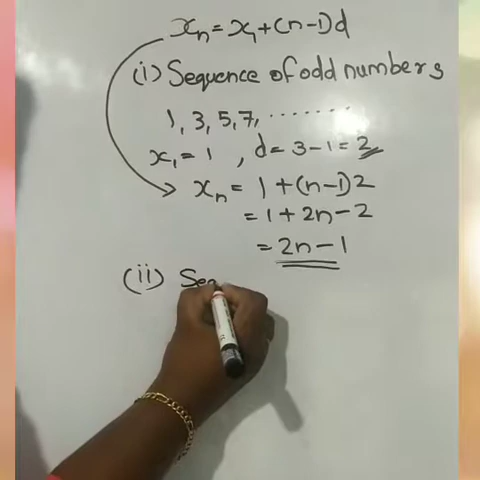 xₙ = x₁ + (n-1)d
(i) Sequence of odd numbers
1, 3, 5, 7, ........
x₁ = 1 , d = 3-1 = 2
xₙ = 1 + (n-1)2
= 1 + 2n - 2
= 2n - 1
(ii) Se